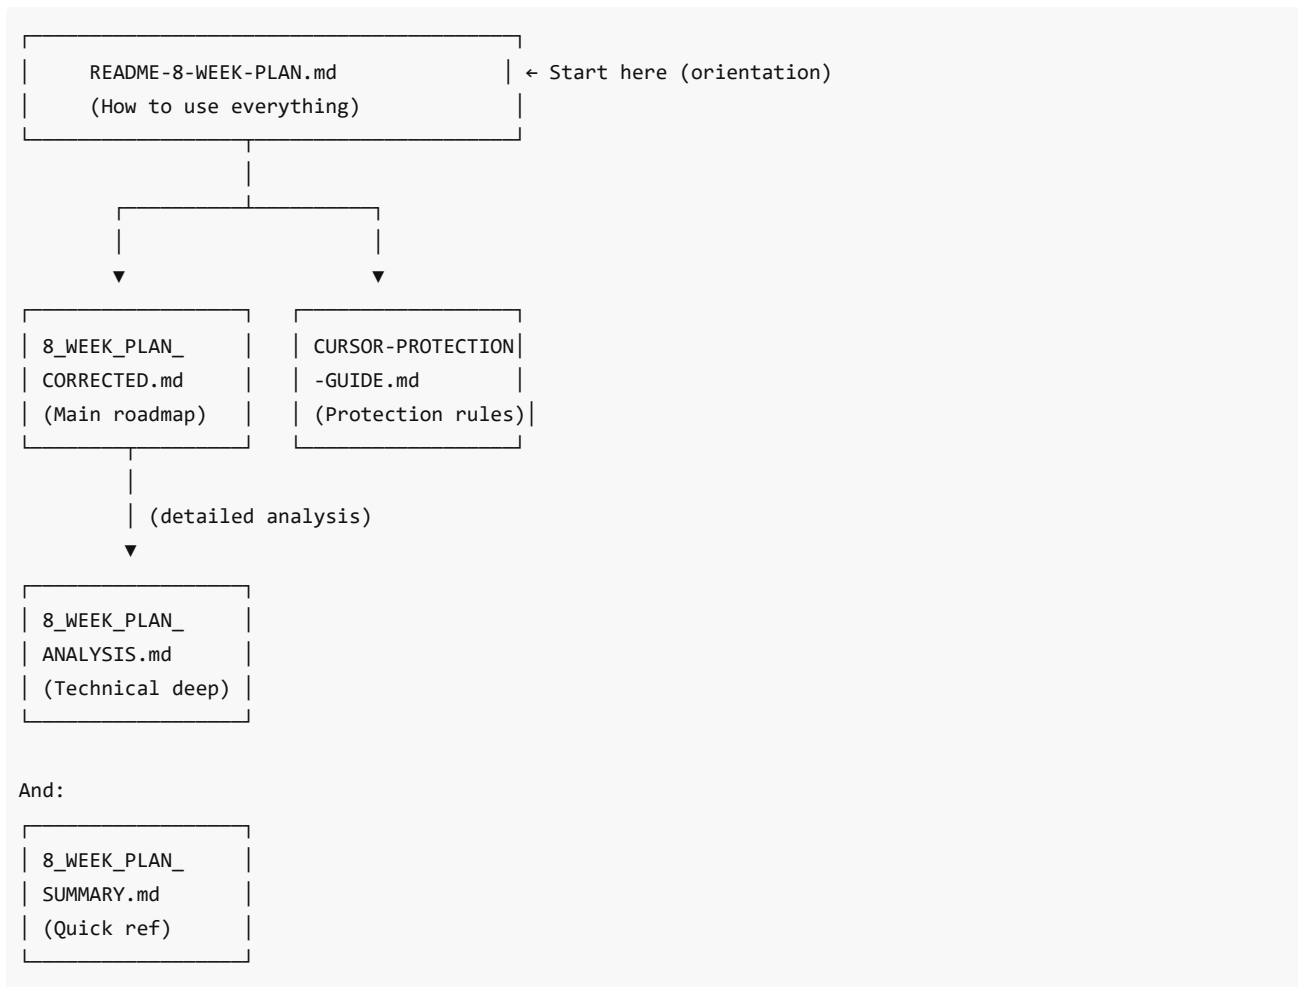 README-8-WEEK-PLAN.md ← Start here (orientation)
(How to use everything)
8_WEEK_PLAN_ CURSOR-PROTECTION
CORRECTED.md -GUIDE.md
(Main roadmap) (Protection rules)
(detailed analysis)
8_WEEK_PLAN_
ANALYSIS.md
(Technical deep)
And:
8_WEEK_PLAN_
SUMMARY.md
(Quick ref)